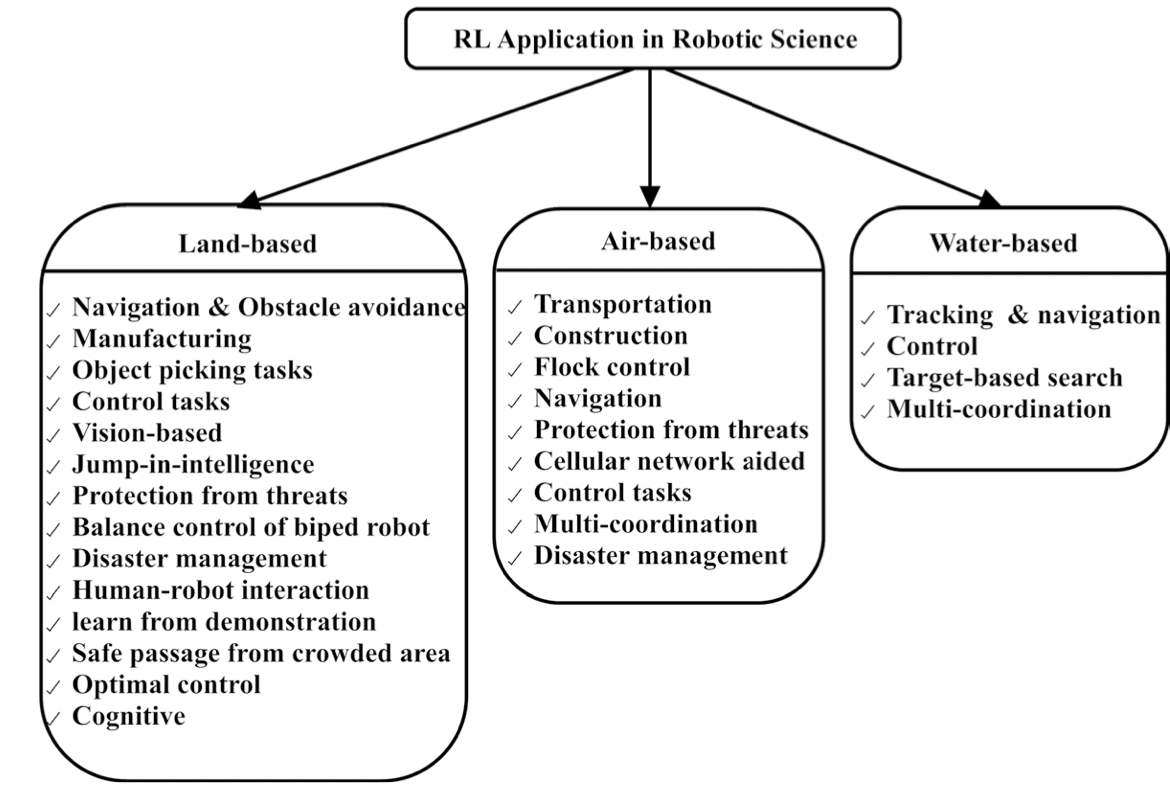 RL Application in Robotic Science
Land-based
✓ Navigation & Obstacle avoidance
✓ Manufacturing
✓ Object picking tasks
✓ Control tasks
✓ Vision-based
✓ Jump-in-intelligence
✓ Protection from threats
✓ Balance control of biped robot
✓ Disaster management
✓ Human-robot interaction
✓ learn from demonstration
✓ Safe passage from crowded area
✓ Optimal control
✓ Cognitive
Air-based
✓ Transportation
✓ Construction
✓ Flock control
✓ Navigation
✓ Protection from threats
✓ Cellular network aided
✓ Control tasks
✓ Multi-coordination
✓ Disaster management
Water-based
✓ Tracking & navigation
✓ Control
✓ Target-based search
✓ Multi-coordination